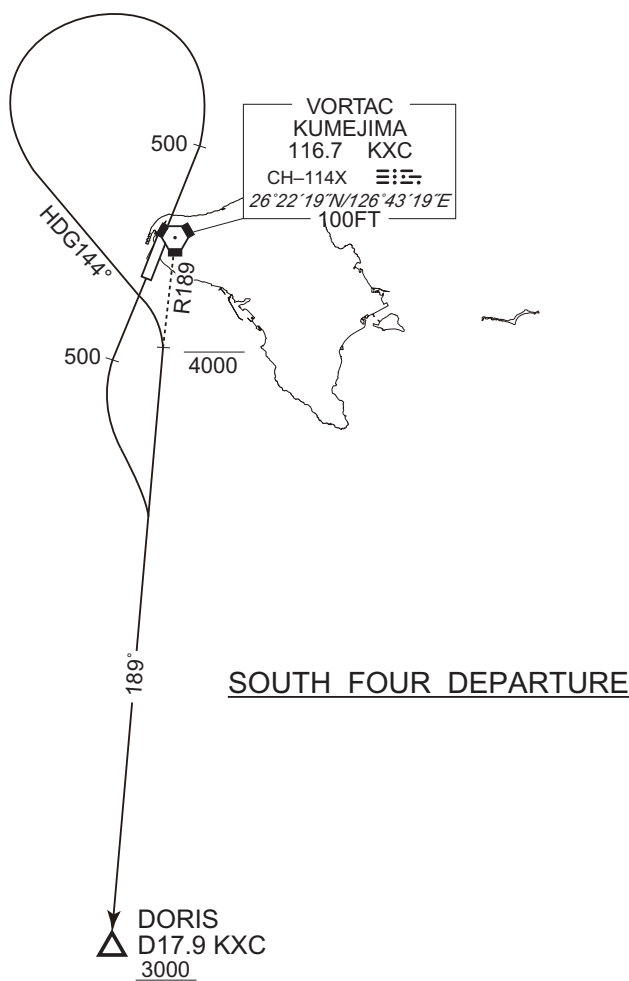 VORTAC
KUMEJIMA
116.7 KXC
CH–114X
26°22′19″N/126°43′19″E
100FT
500
HDG144°
R189
500
4000
189°
SOUTH FOUR DEPARTURE
DORIS
D17.9 KXC
3000